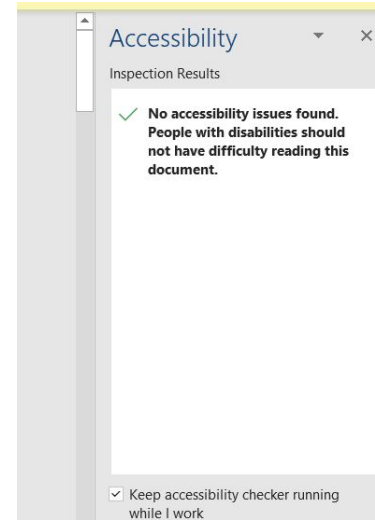 Accessibility
Inspection Results
No accessibility issues found.
People with disabilities should
not have difficulty reading this
document.
Keep accessibility checker running
while I work